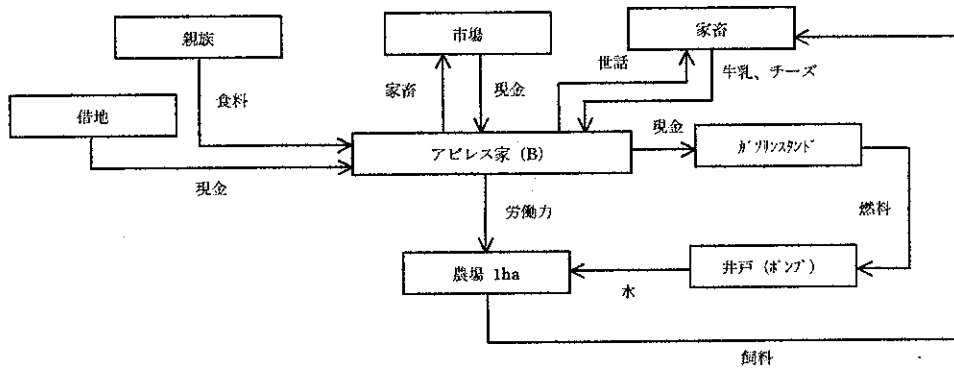 親族
市場
家畜
食料
家畜
現金
世話
牛乳、チーズ
借地
現金
アビレス家 (B)
現金
ガソリンスタンド
労働力
燃料
農場 1ha
水
井戸 (ポンプ)
飼料